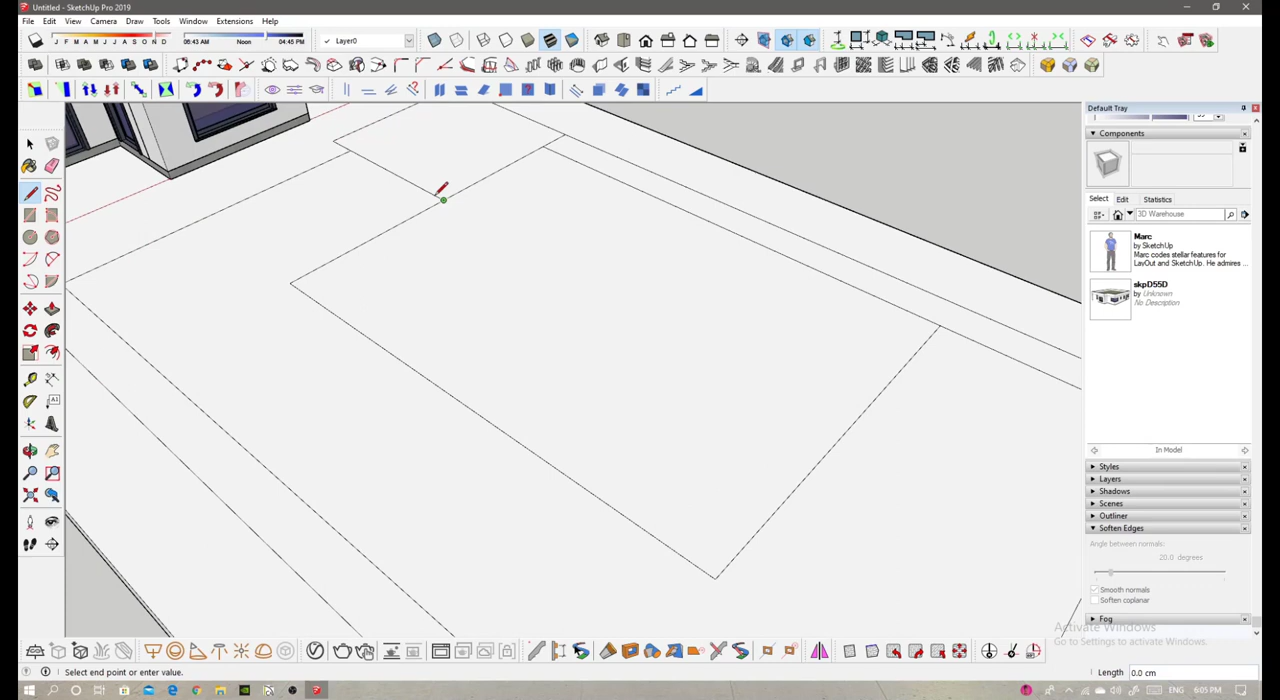 Untitled - SketchUp Pro 2019
File Edit View Camera Draw Tools Window Extensions Help
J F M A M J J A S O N D 06:43 AM Noon 04:45 PM Layer0
Default Tray
Components
Select Edit Statistics
3D Warehouse
Marc
by SketchUp
Marc codes stellar features for
LayOut and SketchUp. He admires ...
skpD55D
by Unknown
No Description
In Model
Styles
Layers
Shadows
Scenes
Outliner
Soften Edges
Angle between normals:
20.0 degrees
Smooth normals
Soften coplanar
Fog
Activate Windows
Go to Settings to activate Windows.
Select end point or enter value.
Length 0.0 cm
ENG 6:05 PM